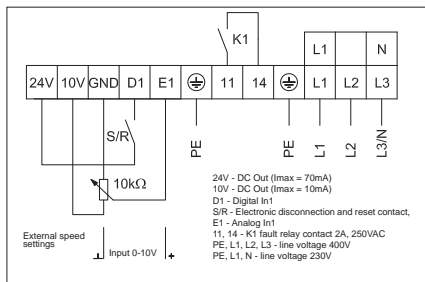 K1
L1 N
24V 10V GND D1 E1 11 14 L1 L2 L3
S/R
PE PE L1 L2 L3/N
10kΩ
24V - DC Out (Imax = 70mA)
10V - DC Out (Imax = 10mA)
D1 - Digital In1
S/R - Electronic disconnection and reset contact,
E1 - Analog In1
11, 14 - K1 fault relay contact 2A, 250VAC
PE, L1, L2, L3 - line voltage 400V
PE, L1, N - line voltage 230V
External speed
settings
⊥ Input 0-10V +